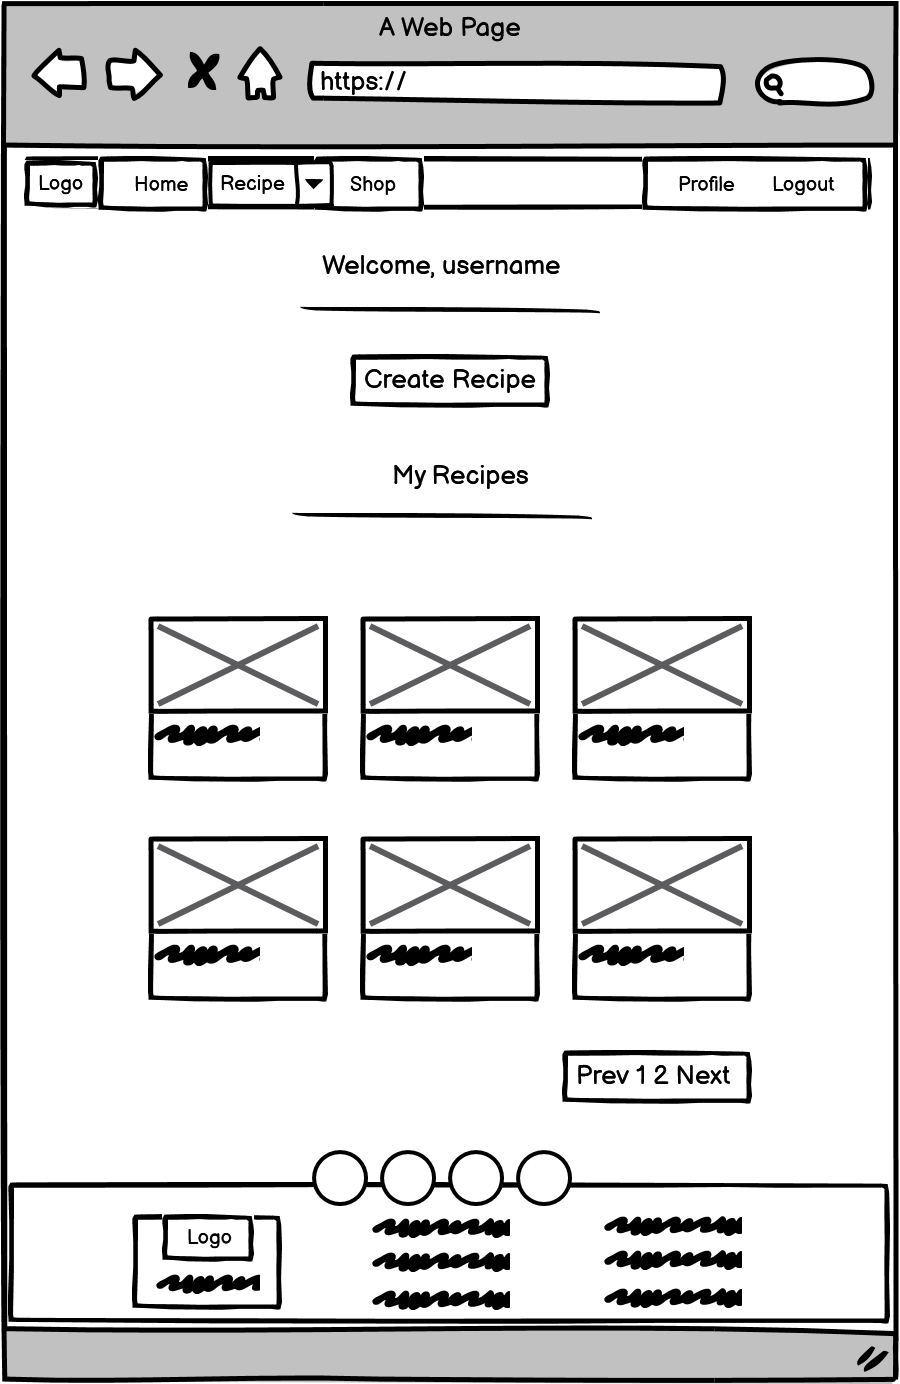 A Web Page
https://
Logo Home Recipe Shop Profile Logout
Welcome, username
Create Recipe
My Recipes
Prev 1 2 Next
Logo